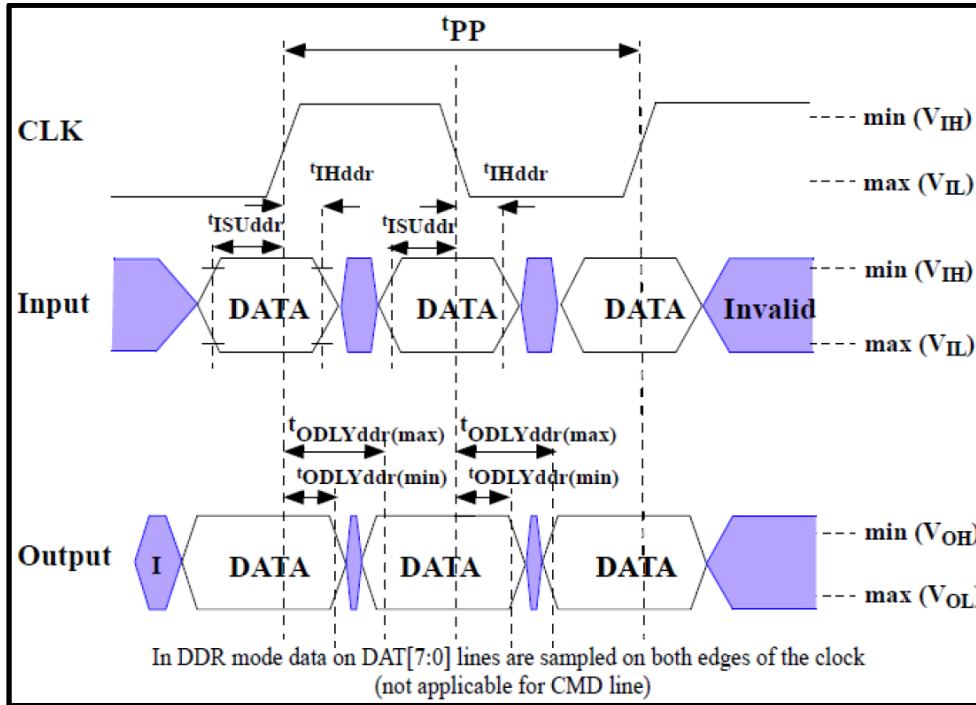 tPP
CLK
min (VIH)
tIHddr
tIHddr
max (VIL)
tISUddr
tISUddr
min (VIH)
Input
DATA
DATA
DATA
Invalid
max (VIL)
tODLYddr(max)
tODLYddr(max)
tODLYddr(min)
tODLYddr(min)
min (VOH)
Output
I
DATA
DATA
DATA
max (VOL)
In DDR mode data on DAT[7:0] lines are sampled on both edges of the clock
(not applicable for CMD line)